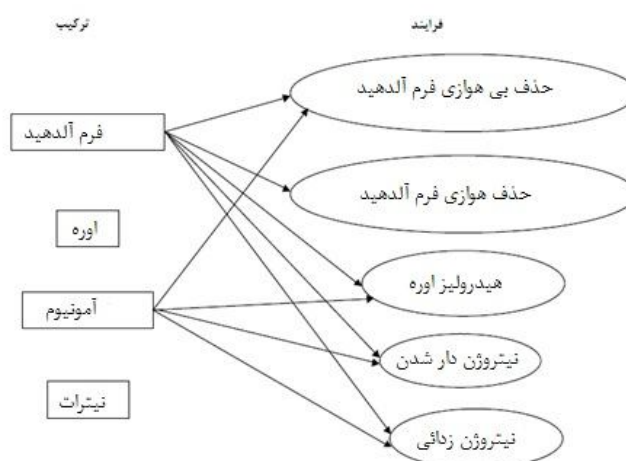 ترکیب
فرایند
حذف بی هوازی فرم آلدهید
فرم آلدهید
حذف هوازی فرم آلدهید
اوره
هیدرولیز اوره
آمونیوم
نیتروژن دار شدن
نیترات
نیتروژن زدائی